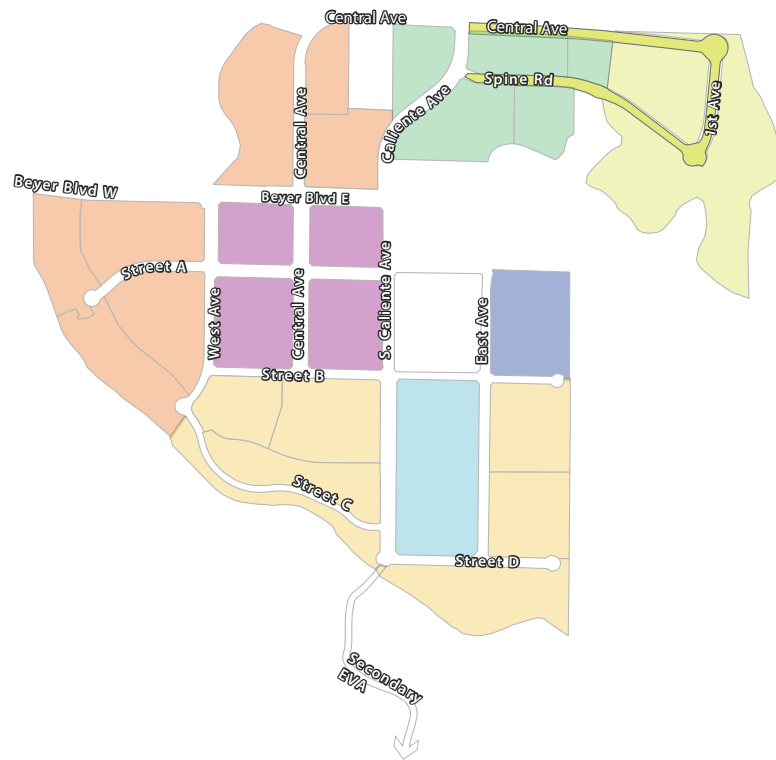 Central Ave
Central Ave
Spine Rd
1st Ave
Central Ave
Caliente Ave
Beyer Blvd W
Beyer Blvd E
Street A
West Ave
Central Ave
S. Caliente Ave
East Ave
Street B
Street C
Street D
Secondary
EVA